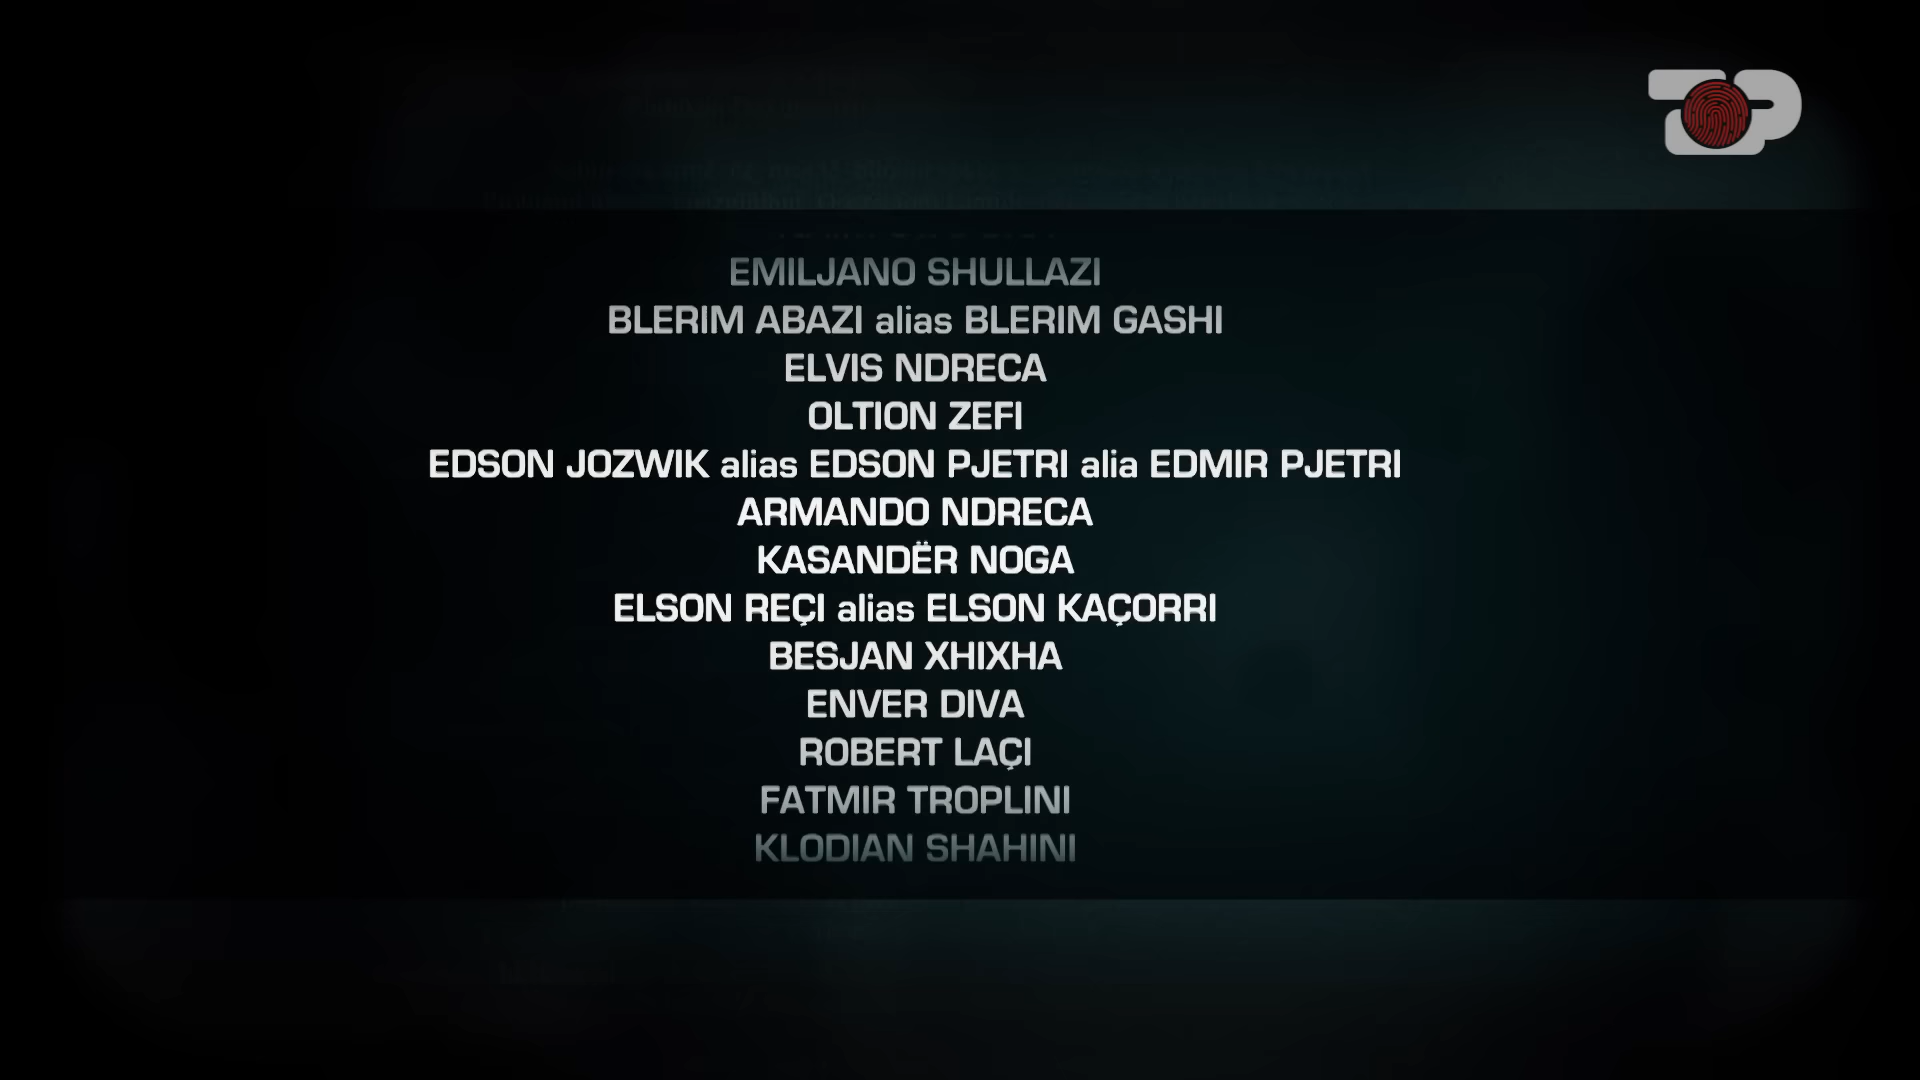 EMILJANO SHULLAZI
BLERIM ABAZI alias BLERIM GASHI
ELVIS NDRECA
OLTION ZEFI
EDSON JOZWIK alias EDSON PJETRI alia EDMIR PJETRI
ARMANDO NDRECA
KASANDËR NOGA
ELSON REÇI alias ELSON KAÇORRI
BESJAN XHIXHA
ENVER DIVA
ROBERT LAÇI
FATMIR TROPLINI
KLODIAN SHAHINI